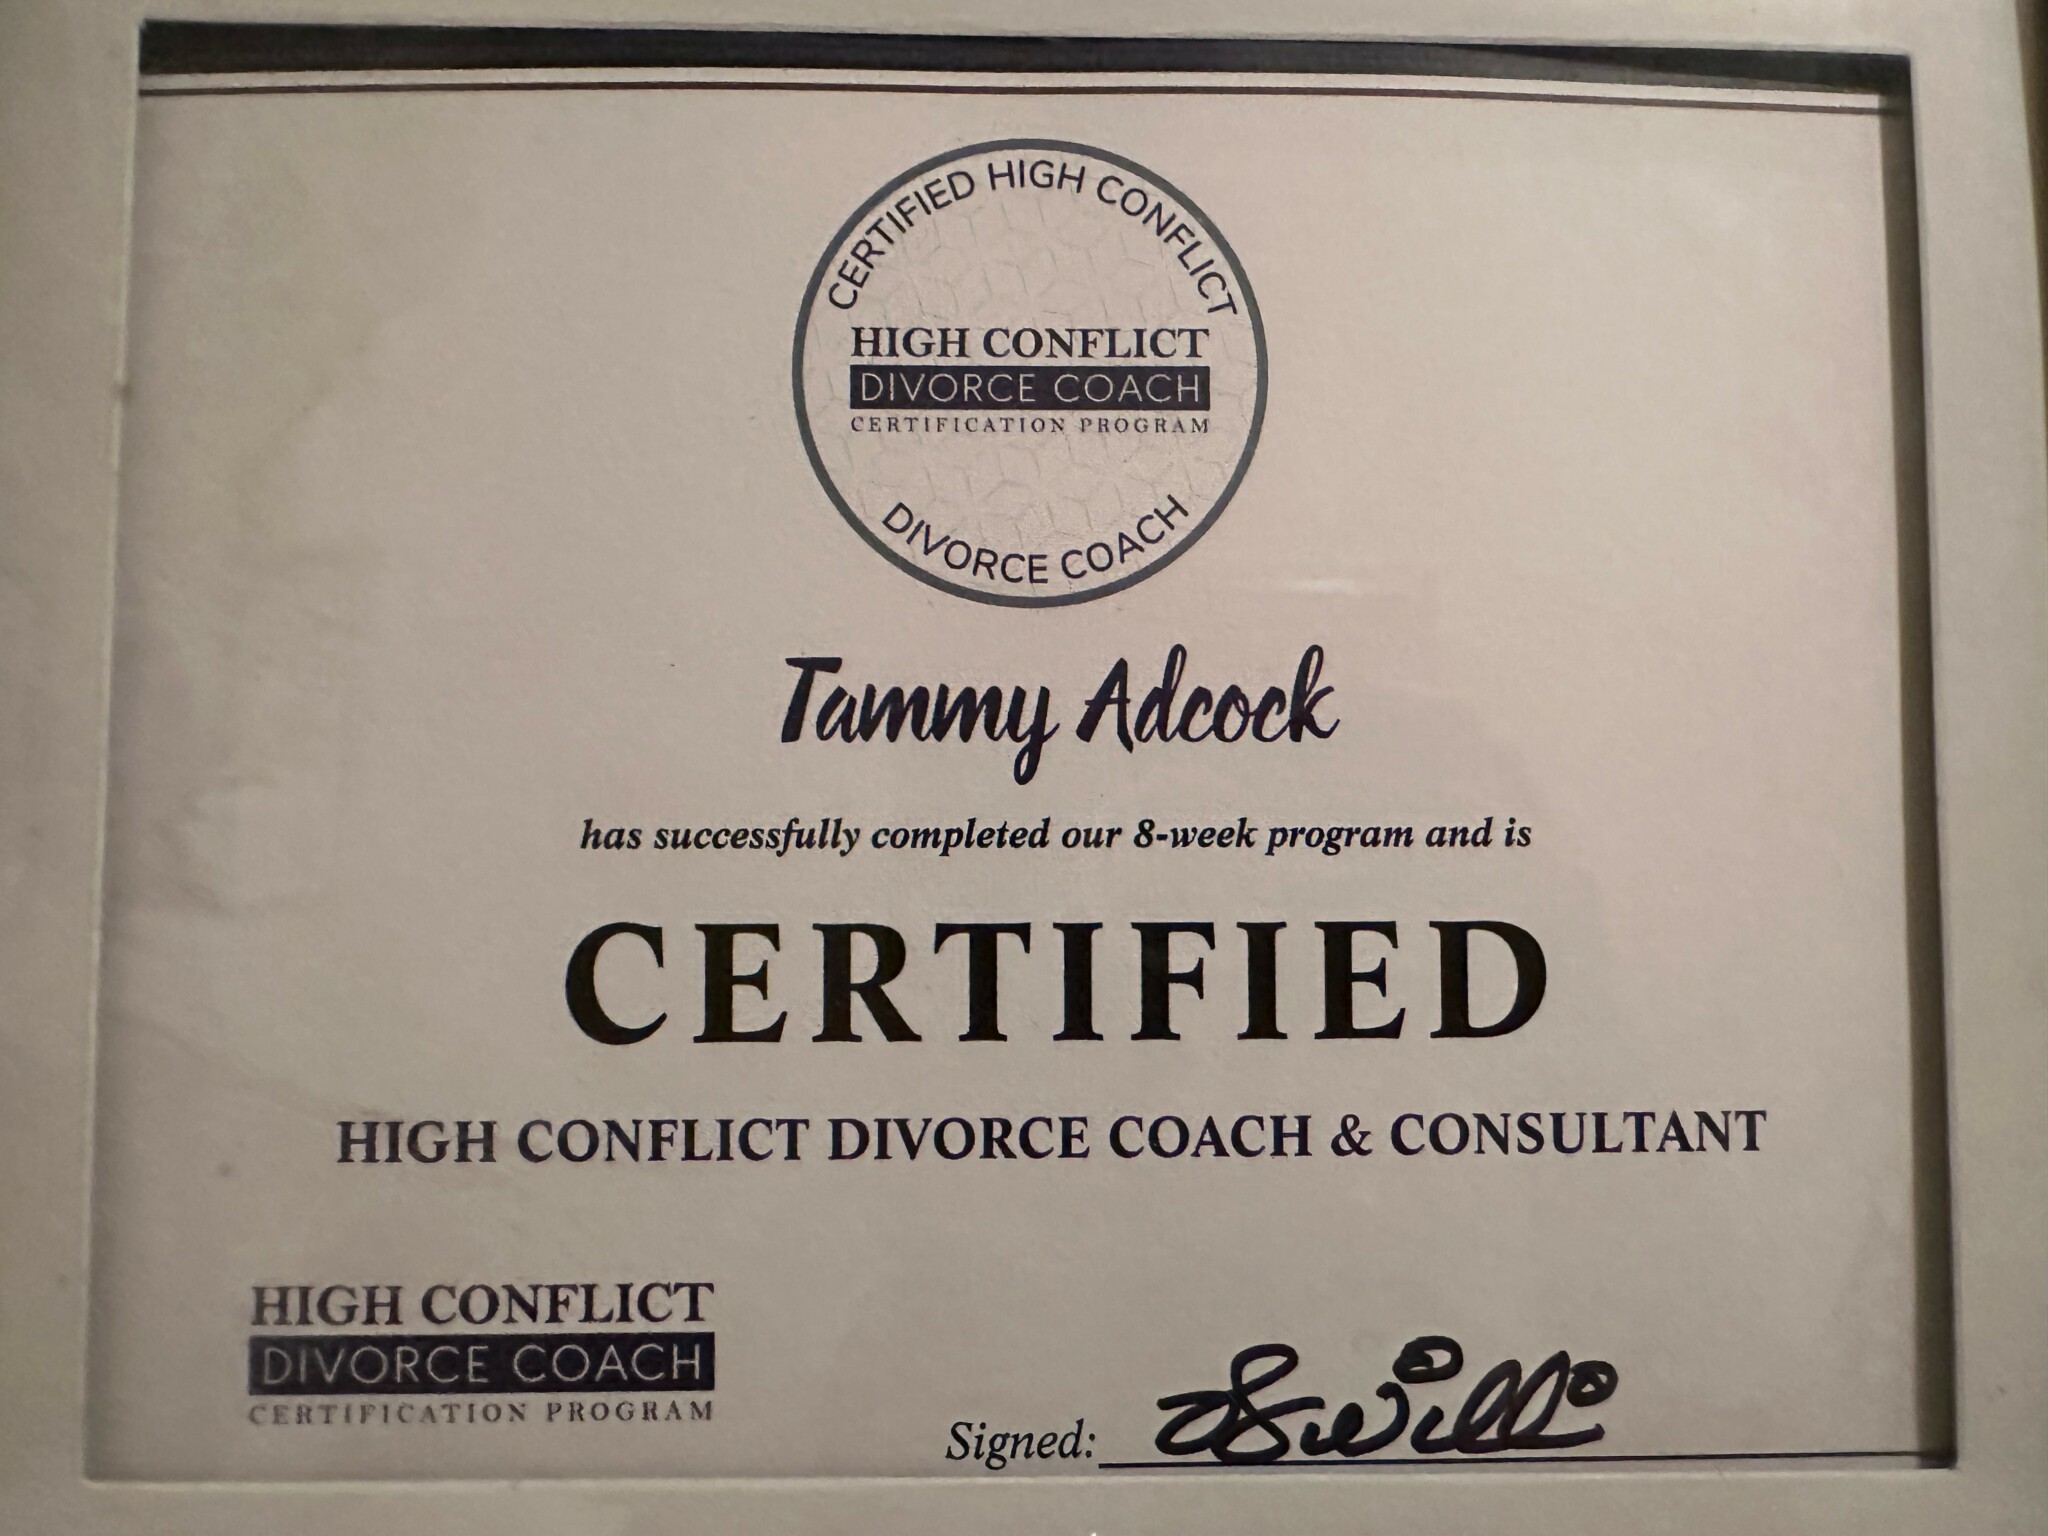 CERTIFIED HIGH CONFLICT
HIGH CONFLICT
DIVORCE COACH
CERTIFICATION PROGRAM
DIVORCE COACH
Tammy Adcock
has successfully completed our 8-week program and is
CERTIFIED
HIGH CONFLICT DIVORCE COACH & CONSULTANT
HIGH CONFLICT
DIVORCE COACH
CERTIFICATION PROGRAM
Signed: